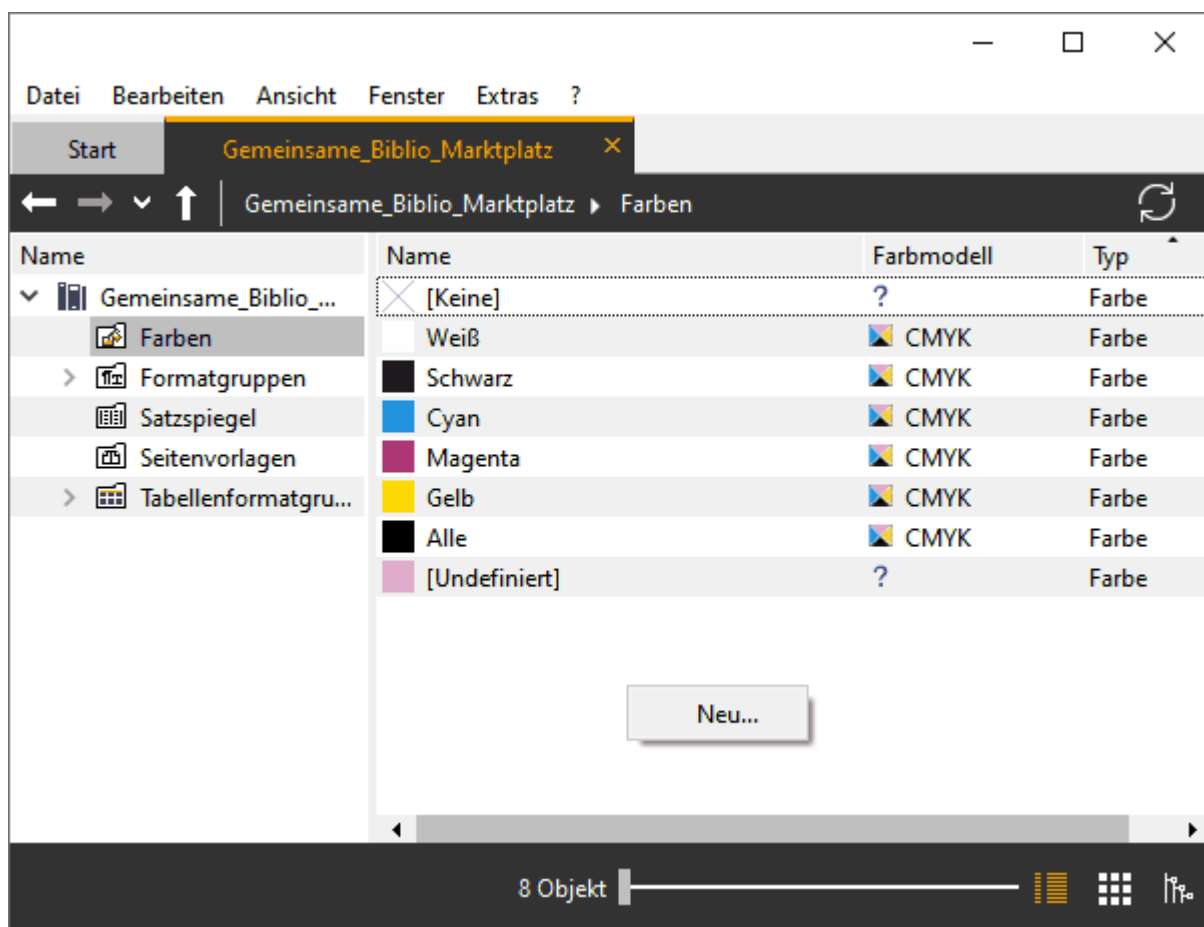 Datei Bearbeiten Ansicht Fenster Extras ?
Start Gemeinsame_Biblio_Marktplatz
Gemeinsame_Biblio_Marktplatz Farben
Name Name Farbmodell Typ
Gemeinsame_Biblio_... [Keine] ? Farbe
Farben Weiß CMYK Farbe
Formatgruppen Schwarz CMYK Farbe
Satzspiegel Cyan CMYK Farbe
Seitenvorlagen Magenta CMYK Farbe
Tabellenformatgru... Gelb CMYK Farbe
Alle CMYK Farbe
[Undefiniert] ? Farbe
Neu...
8 Objekt